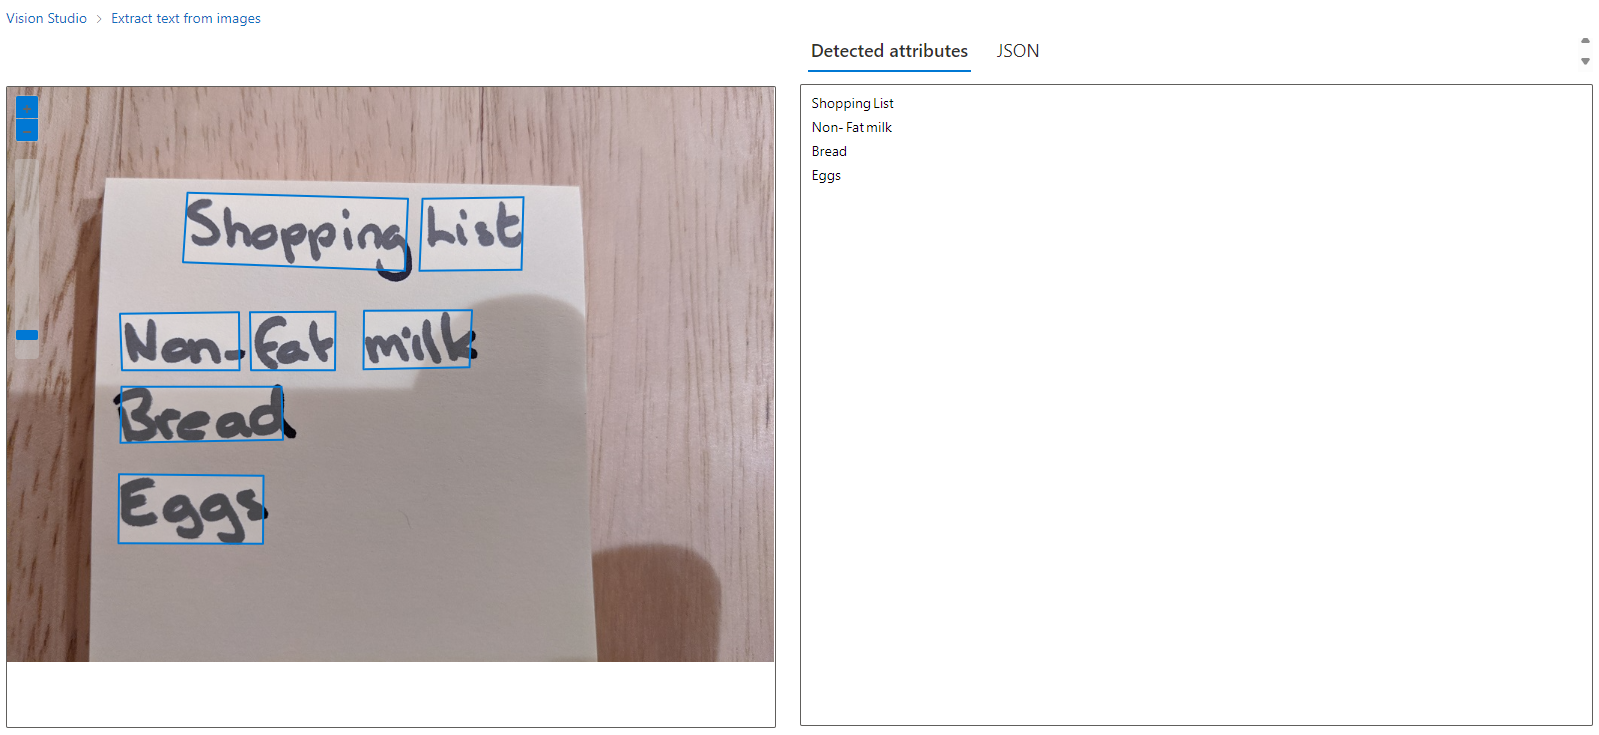 Vision Studio > Extract text from images
Detected attributes JSON
Shopping List
Non-Fat milk
Bread
Eggs
Shopping List
Non- Fat milk
Bread
Eggs